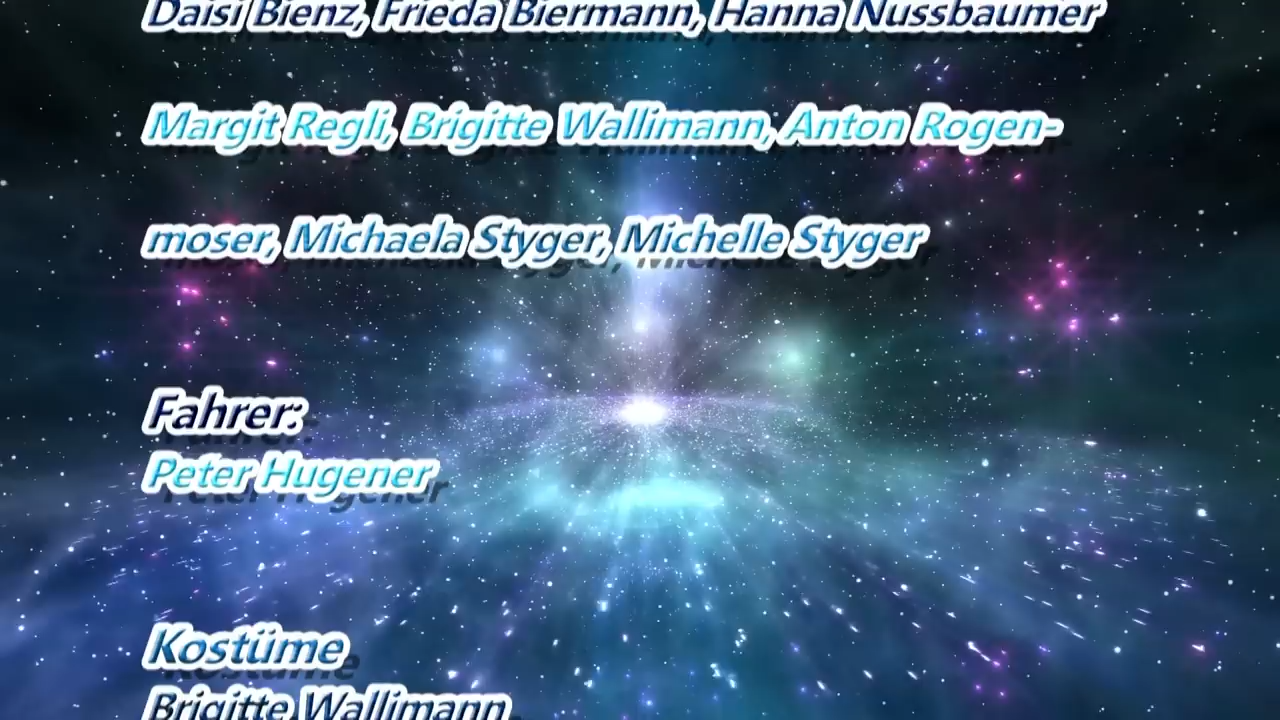 Daisi Bienz, Frieda Biermann, Hanna Nussbaumer
Margit Regli, Brigitte Wallimann, Anton Rogen-
moser, Michaela Styger, Michelle Styger
Fahrer:
Peter Hugener
Kostüme
Brigitte Wallimann